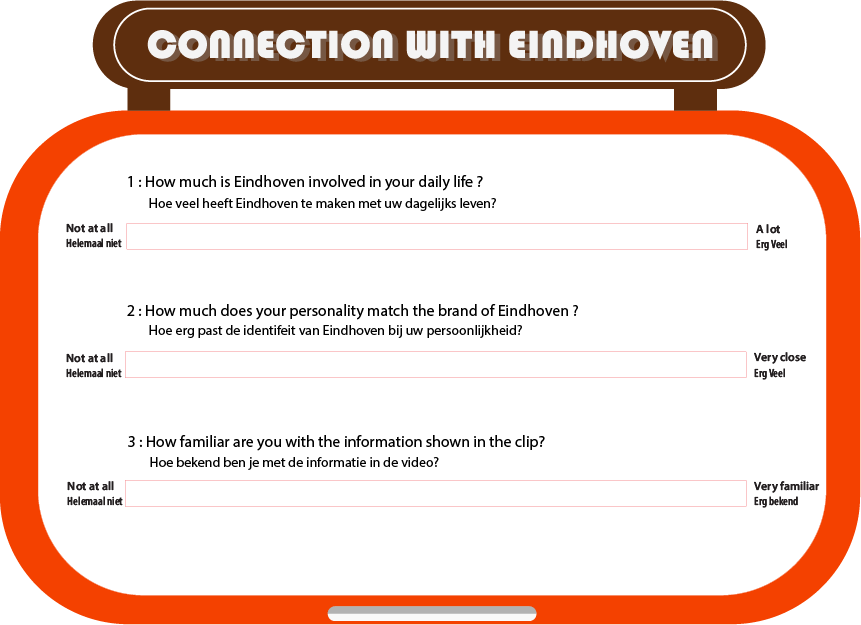 CONNECTION WITH EINDHOVEN
1 : How much is Eindhoven involved in your daily life ?
Hoe veel heeft Eindhoven te maken met uw dagelijks leven?
Not at all
Helemaal niet
A lot
Erg Veel
2 : How much does your personality match the brand of Eindhoven ?
Hoe erg past de identifeit van Eindhoven bij uw persoonlijkheid?
Not at all
Helemaal niet
Very close
Erg Veel
3 : How familiar are you with the information shown in the clip?
Hoe bekend ben je met de informatie in de video?
Not at all
Helemaal niet
Very familiar
Erg bekend